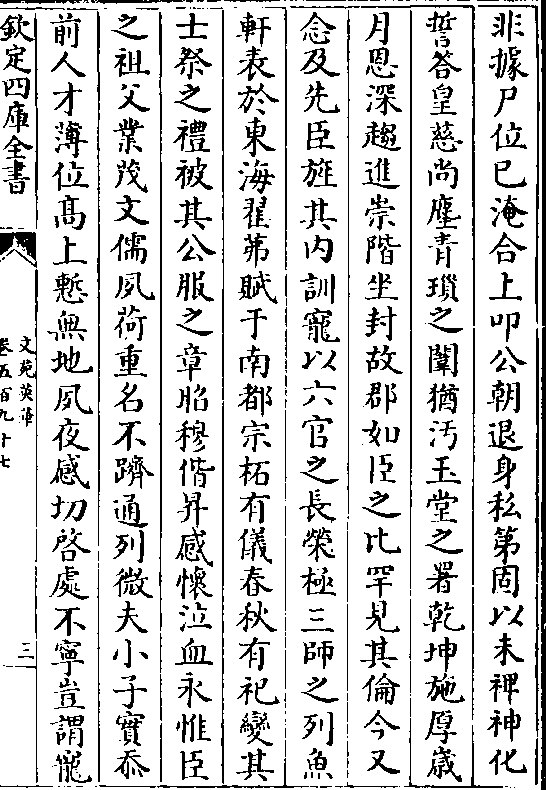 非據尸位已淹合上叩公朝退身私第固以未禆神化
誓答皇慈尚塵青瑣之闈猶汚玉堂之署乾坤施厚歲
月恩深趨進崇階坐封故郡如臣之比罕見其倫今又
念及先臣旌其内訓寵以六官之長榮極三師之列魚
軒表於東海翟茀賦于南都宗祏有儀春秋有祀變其
士祭之禮被其公服之章昭穆偕昇感懷泣血永惟臣
之祖父業茂文儒夙荷重名不躋通列微夫小子實忝
前人才薄位髙上慙無地夙夜感切啓處不寧豈謂寵
欽定四庫全書
文苑英華
卷五百九十七
三